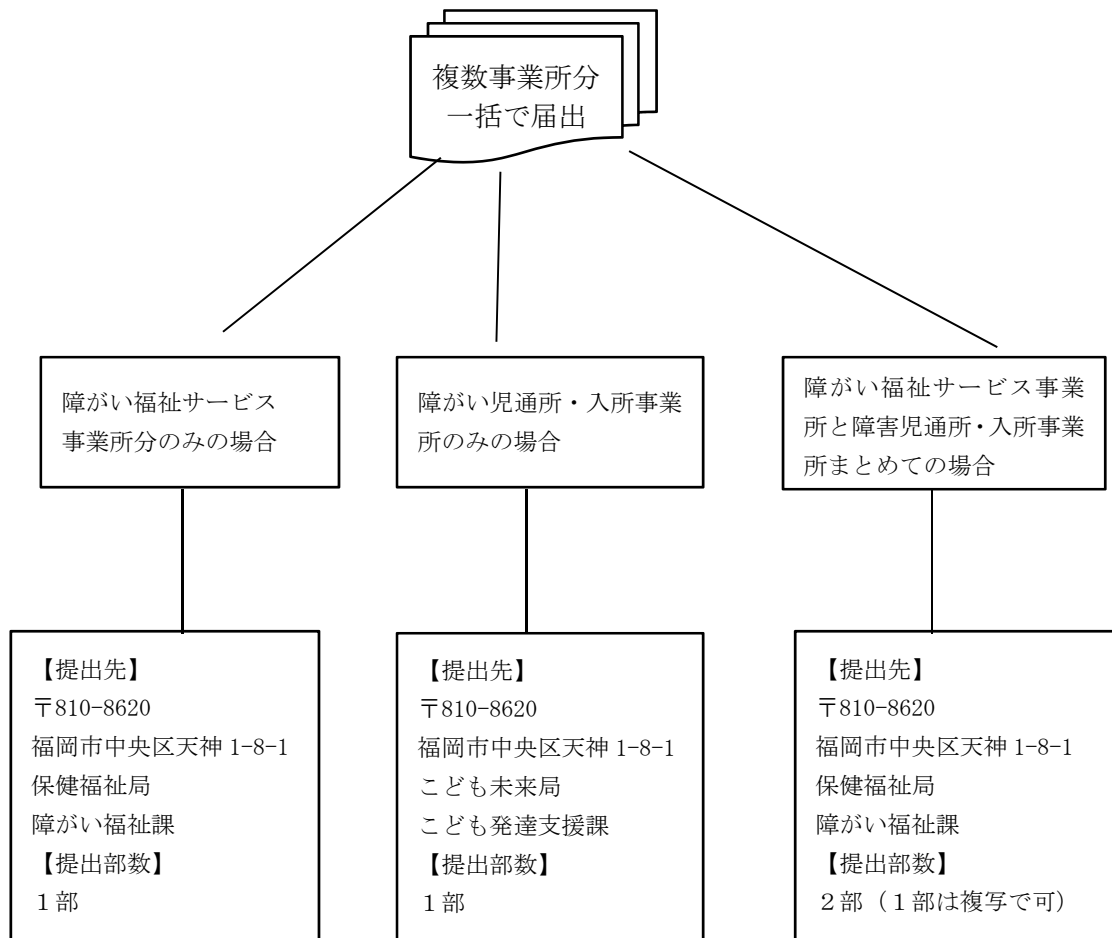 複数事業所分
一括で届出
障がい福祉サービス
事業所分のみの場合
障がい児通所・入所事業
所のみの場合
障がい福祉サービス事業
所と障害児通所・入所事業
所まとめての場合
【提出先】
〒810-8620
福岡市中央区天神 1-8-1
保健福祉局
障がい福祉課
【提出部数】
１部
【提出先】
〒810-8620
福岡市中央区天神 1-8-1
こども未来局
こども発達支援課
【提出部数】
１部
【提出先】
〒810-8620
福岡市中央区天神 1-8-1
保健福祉局
障がい福祉課
【提出部数】
２部（１部は複写で可）